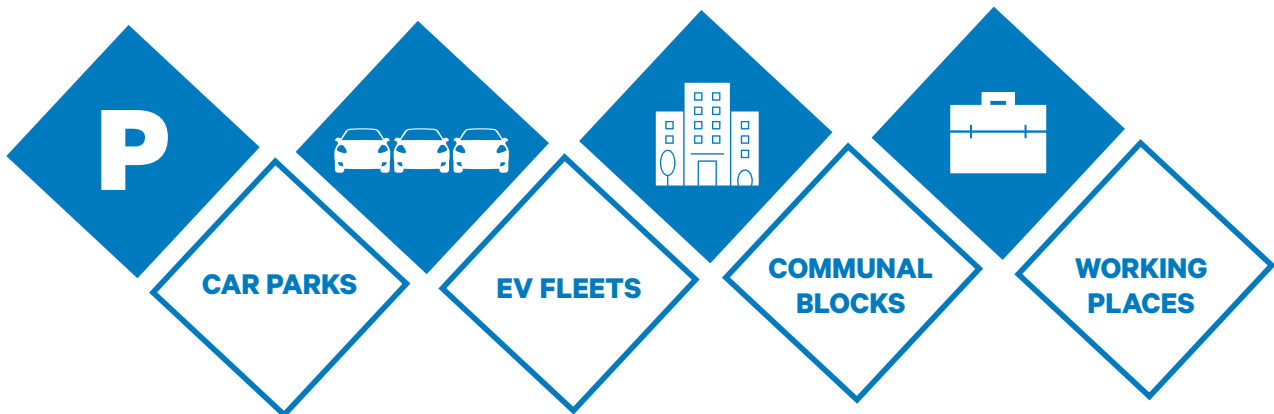 P
CAR PARKS
EV FLEETS
COMMUNAL
BLOCKS
WORKING
PLACES